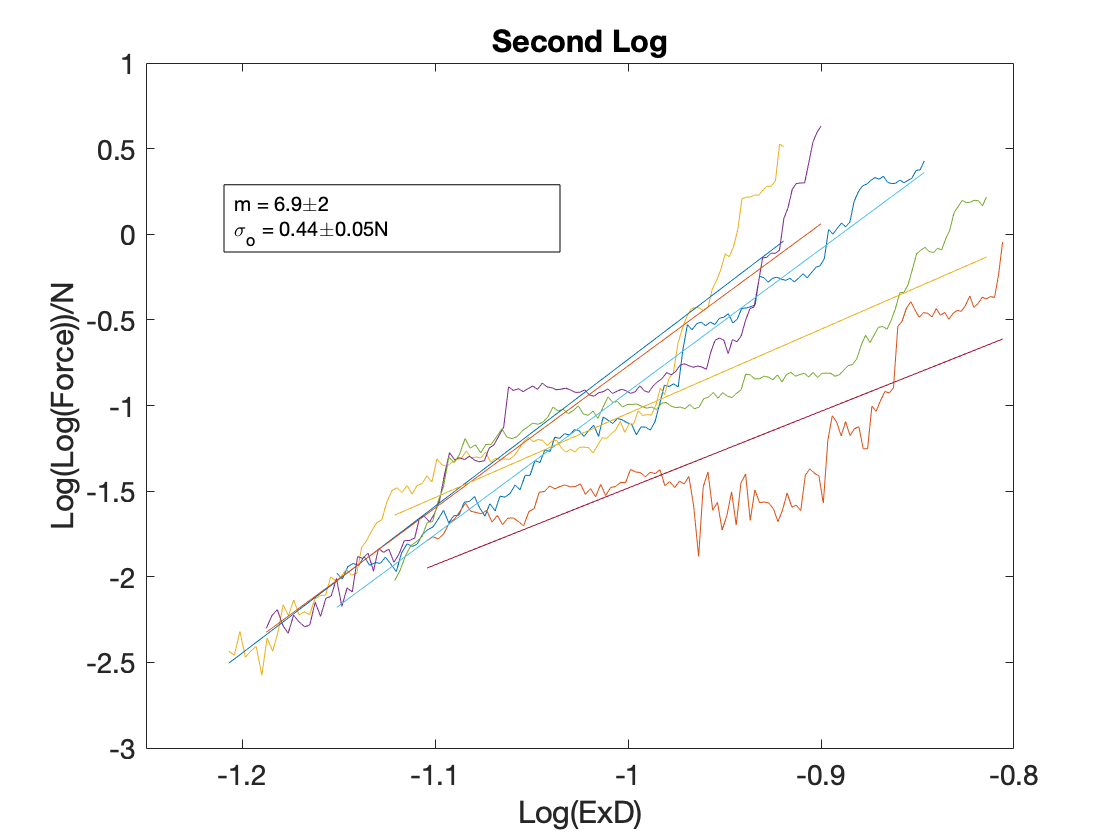 Second Log
1
0.5
0
-0.5
-1
-1.5
-2
-2.5
-3
Log(Log(Force))/N
m = 6.9±2
σo = 0.44±0.05N
-1.2
-1.1
-1
-0.9
-0.8
Log(ExD)